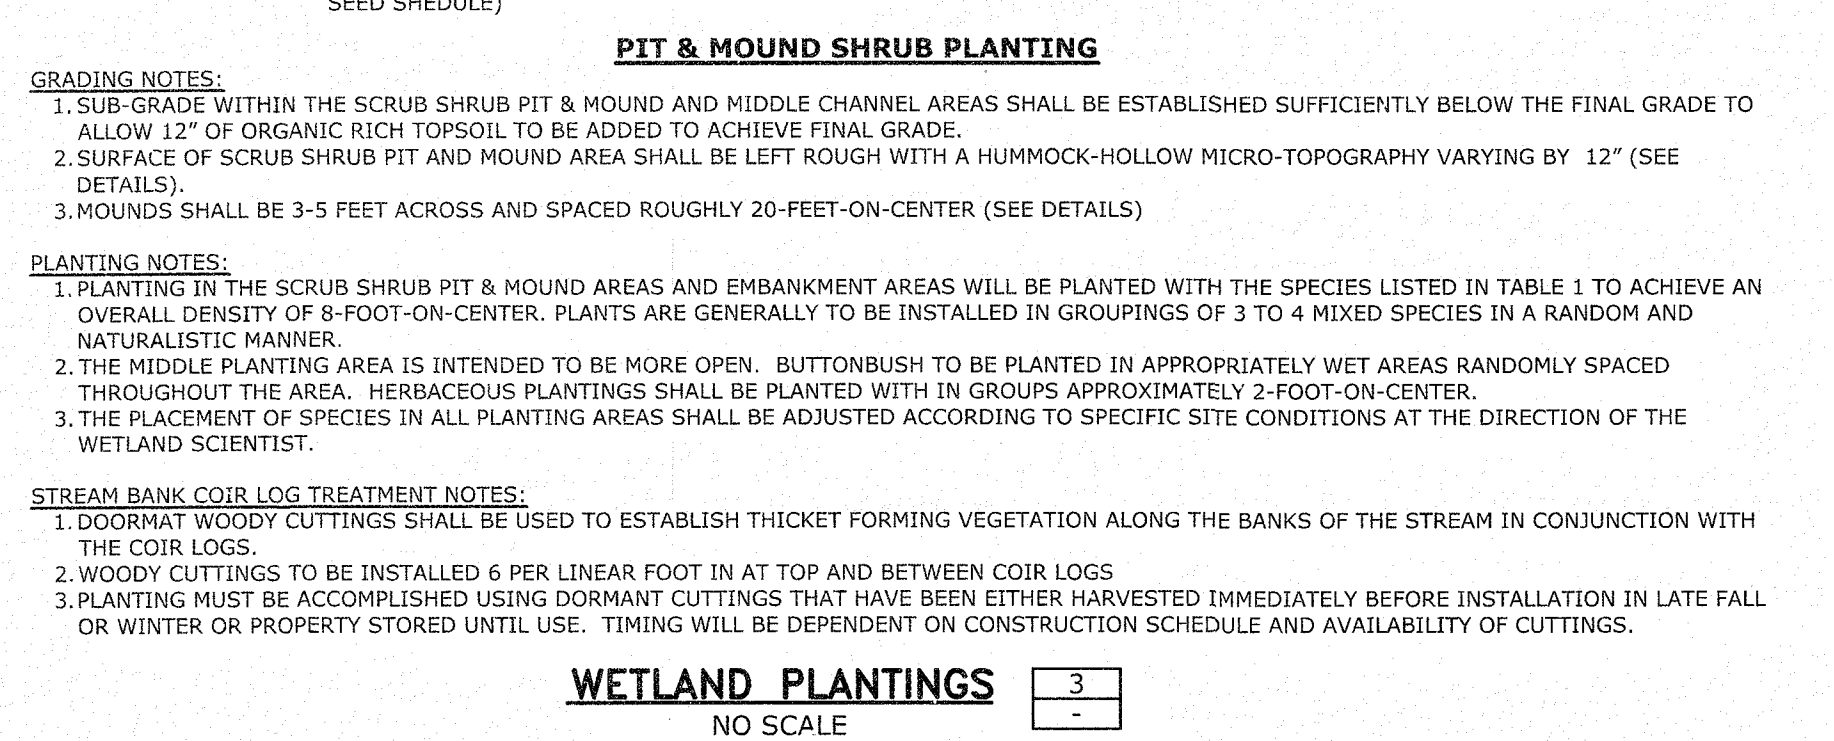 SEED SHEDULE)
PIT & MOUND SHRUB PLANTING
GRADING NOTES:
1. SUB-GRADE WITHIN THE SCRUB SHRUB PIT & MOUND AND MIDDLE CHANNEL AREAS SHALL BE ESTABLISHED SUFFICIENTLY BELOW THE FINAL GRADE TO
ALLOW 12" OF ORGANIC RICH TOPSOIL TO BE ADDED TO ACHIEVE FINAL GRADE.
2. SURFACE OF SCRUB SHRUB PIT AND MOUND AREA SHALL BE LEFT ROUGH WITH A HUMMOCK-HOLLOW MICRO-TOPOGRAPHY VARYING BY 12" (SEE
DETAILS).
3. MOUNDS SHALL BE 3-5 FEET ACROSS AND SPACED ROUGHLY 20-FEET-ON-CENTER (SEE DETAILS)
PLANTING NOTES:
1. PLANTING IN THE SCRUB SHRUB PIT & MOUND AREAS AND EMBANKMENT AREAS WILL BE PLANTED WITH THE SPECIES LISTED IN TABLE 1 TO ACHIEVE AN
OVERALL DENSITY OF 8-FOOT-ON-CENTER. PLANTS ARE GENERALLY TO BE INSTALLED IN GROUPINGS OF 3 TO 4 MIXED SPECIES IN A RANDOM AND
NATURALISTIC MANNER.
2. THE MIDDLE PLANTING AREA IS INTENDED TO BE MORE OPEN. BUTTONBUSH TO BE PLANTED IN APPROPRIATELY WET AREAS RANDOMLY SPACED
THROUGHOUT THE AREA. HERBACEOUS PLANTINGS SHALL BE PLANTED WITH IN GROUPS APPROXIMATELY 2-FOOT-ON-CENTER.
3. THE PLACEMENT OF SPECIES IN ALL PLANTING AREAS SHALL BE ADJUSTED ACCORDING TO SPECIFIC SITE CONDITIONS AT THE DIRECTION OF THE
WETLAND SCIENTIST.
STREAM BANK COIR LOG TREATMENT NOTES:
1. DOORMAT WOODY CUTTINGS SHALL BE USED TO ESTABLISH THICKET FORMING VEGETATION ALONG THE BANKS OF THE STREAM IN CONJUNCTION WITH
THE COIR LOGS.
2. WOODY CUTTINGS TO BE INSTALLED 6 PER LINEAR FOOT IN AT TOP AND BETWEEN COIR LOGS
3. PLANTING MUST BE ACCOMPLISHED USING DORMANT CUTTINGS THAT HAVE BEEN EITHER HARVESTED IMMEDIATELY BEFORE INSTALLATION IN LATE FALL
OR WINTER OR PROPERTY STORED UNTIL USE. TIMING WILL BE DEPENDENT ON CONSTRUCTION SCHEDULE AND AVAILABILITY OF CUTTINGS.
WETLAND PLANTINGS
3
-
NO SCALE